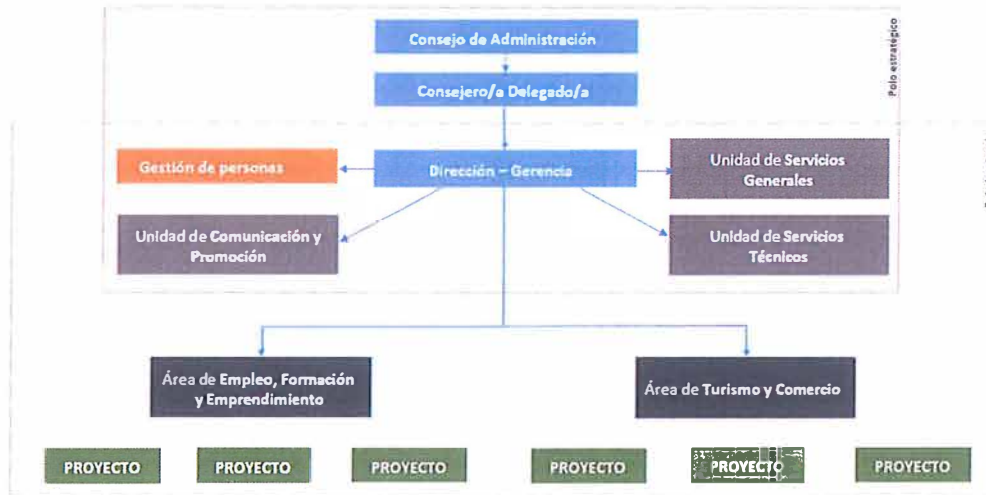 Consejo de Administración
Polo estratégico
Consejero/a Delegado/a
Gestión de personas
Dirección – Gerencia
Unidad de Servicios
Generales
Unidad de Comunicación y
Promoción
Unidad de Servicios
Técnicos
Área de Empleo, Formación
y Emprendimiento
Área de Turismo y Comercio
PROYECTO
PROYECTO
PROYECTO
PROYECTO
PROYECTO
PROYECTO